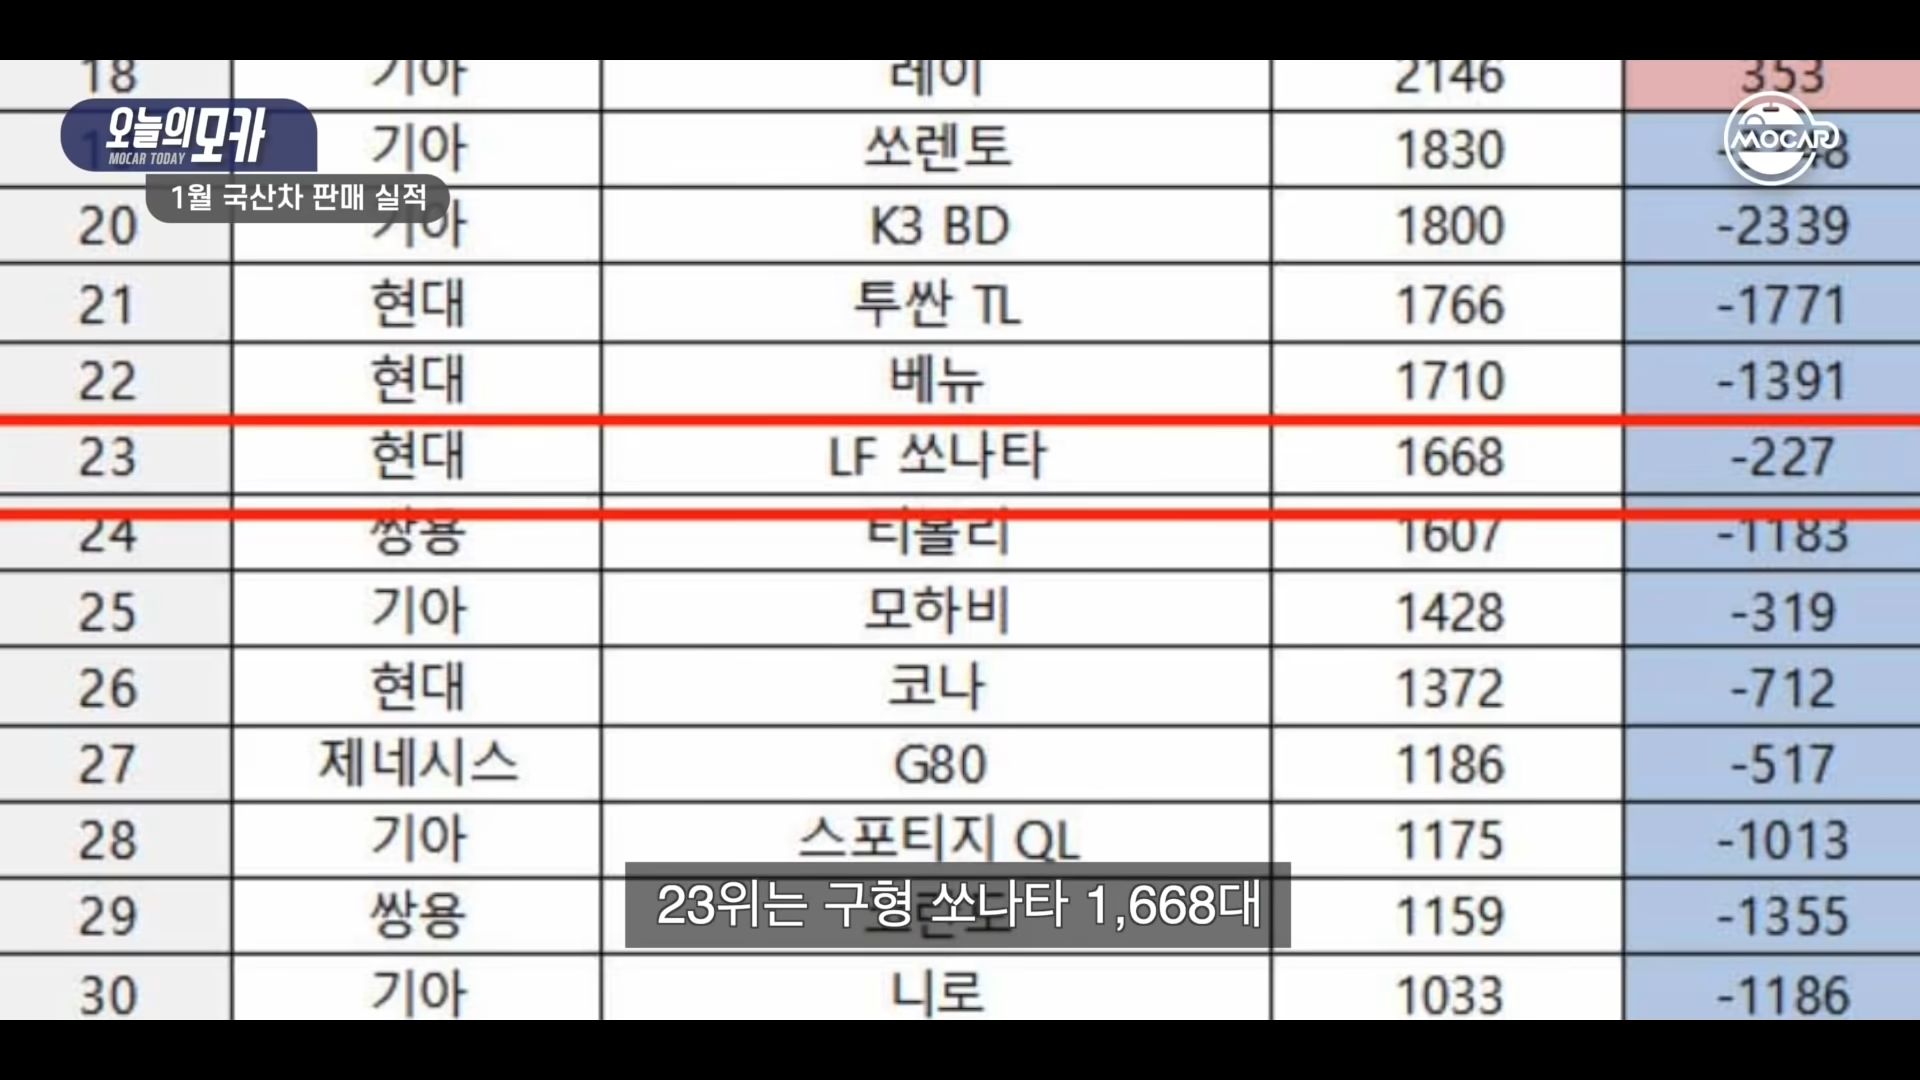 18 기아 레이 2146 353
오늘의모카
MOCAR TODAY
MOCAR
기아 쏘렌토 1830
1월 국산차 판매 실적
20 기아 K3 BD 1800 -2339
21 현대 투싼 TL 1766 -1771
22 현대 베뉴 1710 -1391
23 현대 LF 쏘나타 1668 -227
24 쌍용 티볼리 1607 -1183
25 기아 모하비 1428 -319
26 현대 코나 1372 -712
27 제네시스 G80 1186 -517
28 기아 스포티지 QL 1175 -1013
29 쌍용 1159 -1355
23위는 구형 쏘나타 1,668대
30 기아 니로 1033 -1186